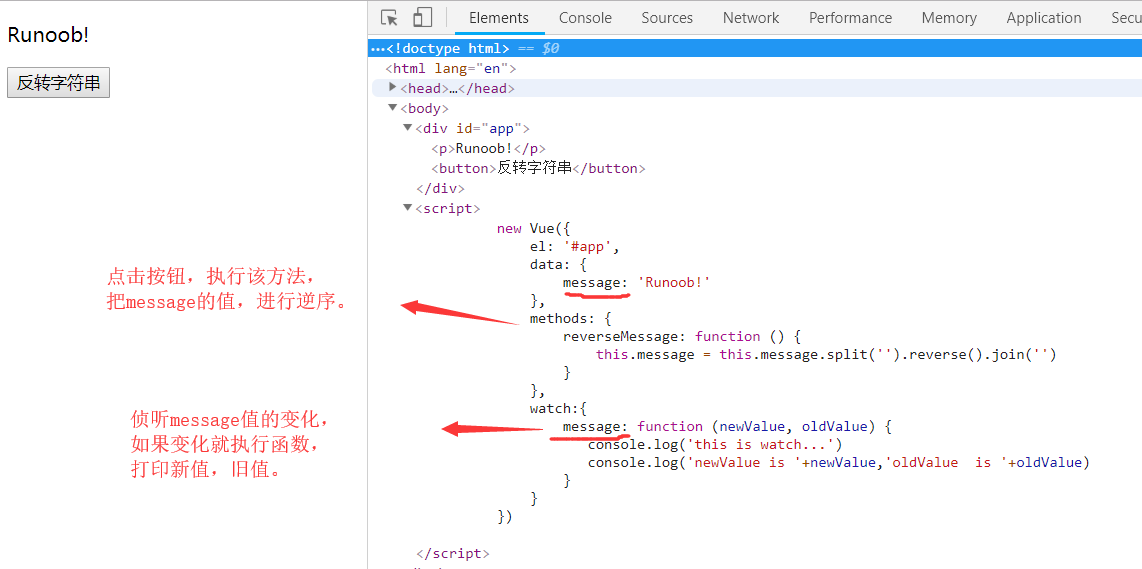 Runoob!
反转字符串
点击按钮，执行该方法，
把message的值，进行逆序。
侦听message值的变化，
如果变化就执行函数，
打印新值，旧值。
Elements Console Sources Network Performance Memory Application Secu
…<!doctype html> == $0
<html lang="en">
<head>…</head>
<body>
<div id="app">
<p>Runoob!</p>
<button>反转字符串</button>
</div>
<script>
new Vue({
el: '#app',
data: {
message: 'Runoob!'
},
methods: {
reverseMessage: function () {
this.message = this.message.split('').reverse().join('')
}
},
watch:{
message: function (newValue, oldValue) {
console.log('this is watch...')
console.log('newValue is '+newValue,'oldValue  is '+oldValue)
}
}
})
</script>